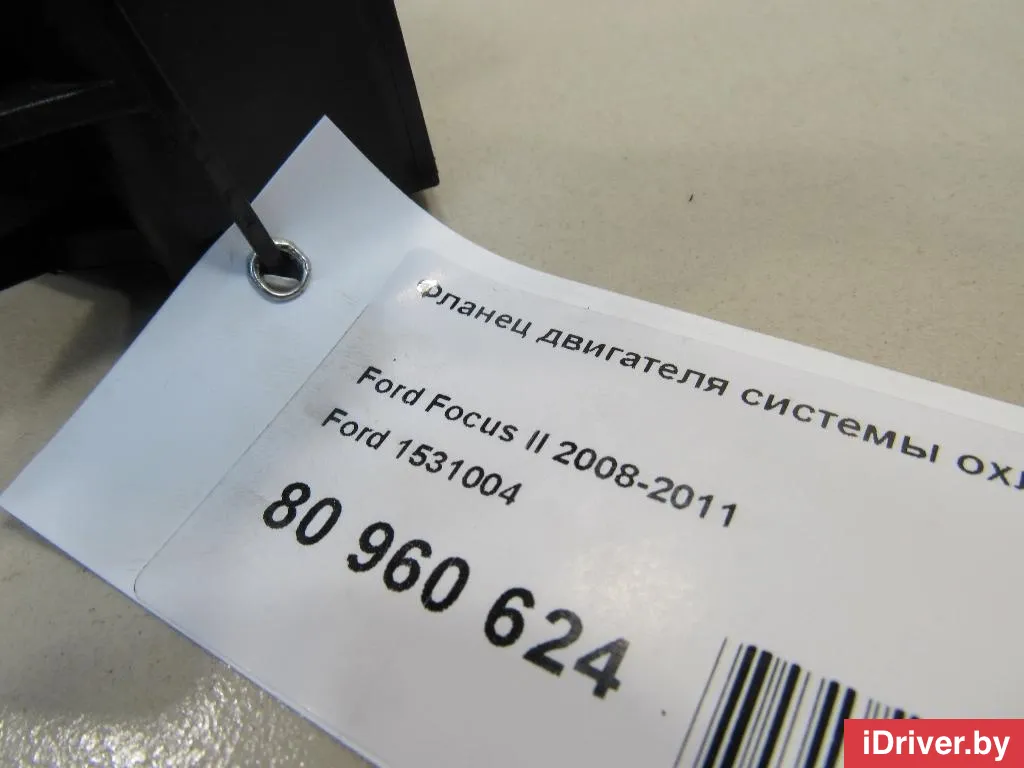 Фланец двигателя системы охл
Ford Focus II 2008-2011
Ford 1531004
80 960 624
iDriver.by